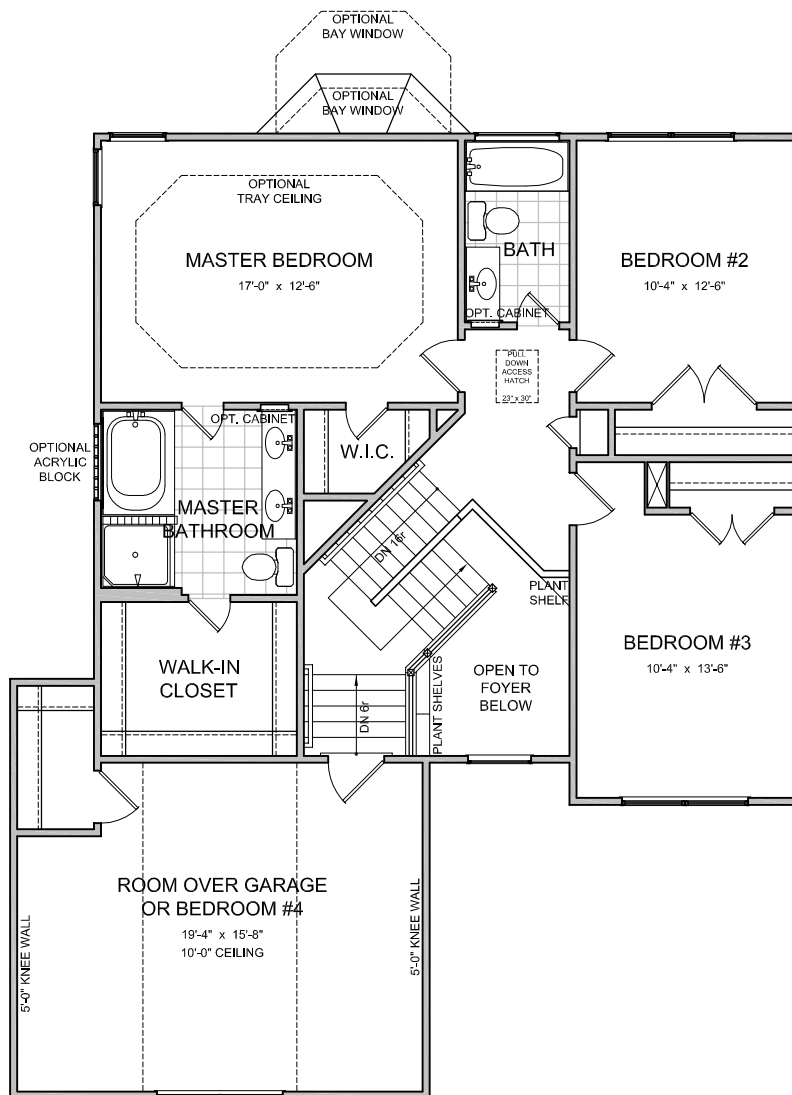 OPTIONAL
BAY WINDOW
OPTIONAL
BAY WINDOW
OPTIONAL
TRAY CEILING
MASTER BEDROOM
17'-0" x 12'-6"
BATH
OPT. CABINET
BEDROOM #2
10'-4" x 12'-6"
PULL
DOWN
ACCESS
HATCH
23" x 30"
OPT. CABINET
OPTIONAL
ACRYLIC
BLOCK
W.I.C.
MASTER
BATHROOM
DN 16r
PLANT
SHELF
BEDROOM #3
10'-4" x 13'-6"
WALK-IN
CLOSET
OPEN TO
FOYER
BELOW
PLANT SHELVES
DN 6r
ROOM OVER GARAGE
OR BEDROOM #4
19'-4" x 15'-8"
10'-0" CEILING
5'-0" KNEE WALL
5'-0" KNEE WALL